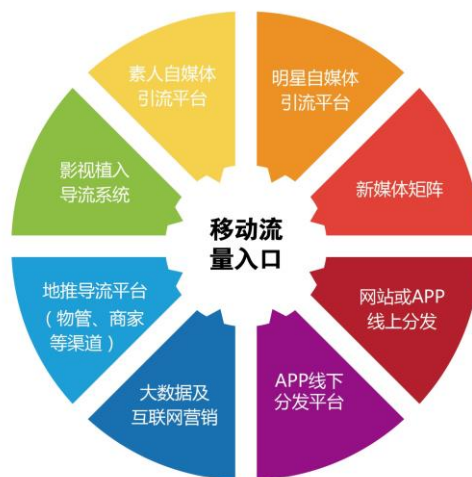 素人自媒体
引流平台
明星自媒体
引流平台
影视植入
导流系统
新媒体矩阵
移动流
量入口
地推导流平台
（物管、商家
等渠道）
网站或APP
线上分发
大数据及
互联网营销
APP线下
分发平台